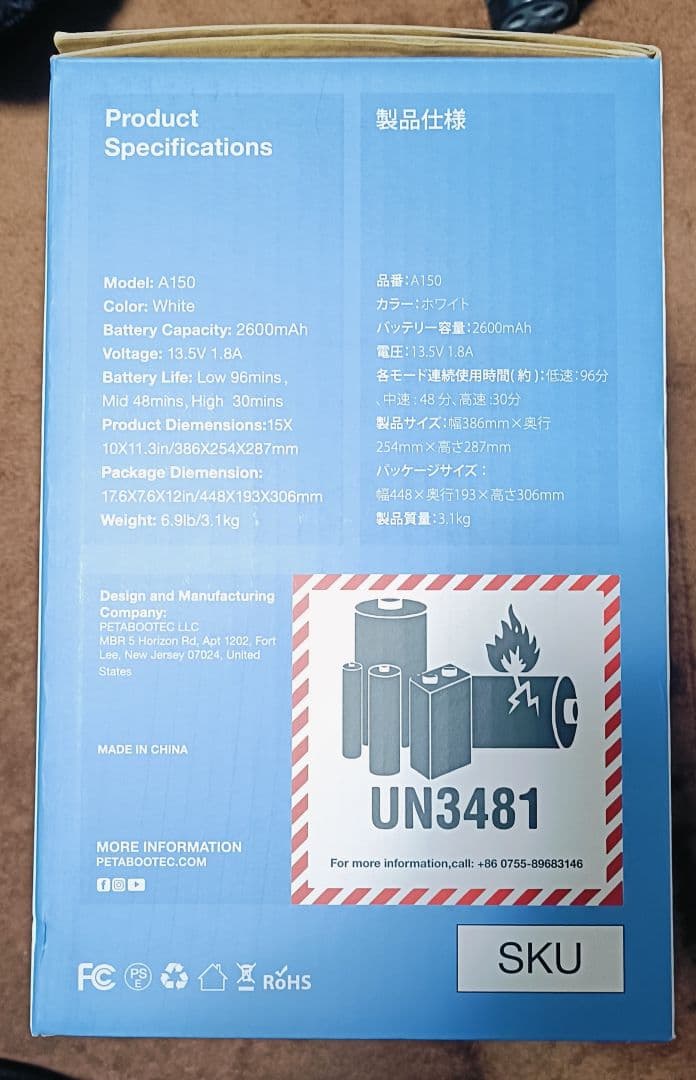 Product
Specifications
Model: A150
Color: White
Battery Capacity: 2600mAh
Voltage: 13.5V 1.8A
Battery Life: Low 96mins,
Mid 48mins, High 30mins
Product Diemensions:15X
10X11.3in/386X254X287mm
Package Diemension:
17.6X7.6X12in/448X193X306mm
Weight: 6.9lb/3.1kg
製品仕様
品番:A150
カラー:ホワイト
バッテリー容量:2600mAh
電圧:13.5V 1.8A
各モード連続使用時間(約):低速:96分
、中速:48分、高速:30分
製品サイズ:幅386mm×奥行
254mm×高さ287mm
パッケージサイズ:
幅448×奥行193×高さ306mm
製品質量:3.1kg
Design and Manufacturing
Company:
PETABOOTEC LLC
MBR 5 Horizon Rd, Apt 1202, Fort
Lee, New Jersey 07024, United
States
MADE IN CHINA
MORE INFORMATION
PETABOOTEC.COM
UN3481
For more information,call: +86 0755-89683146
FC
PS
E
RoHS
SKU